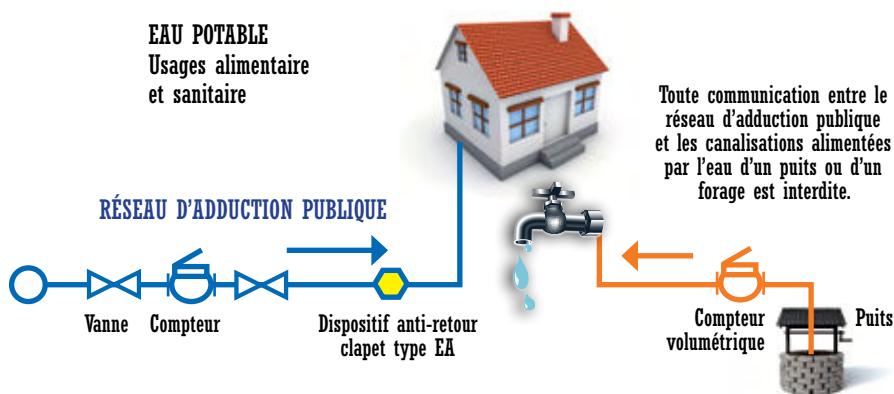 EAU POTABLE
Usages alimentaire
et sanitaire
Toute communication entre le
réseau d'adduction publique
et les canalisations alimentées
par l'eau d'un puits ou d'un
forage est interdite.
RÉSEAU D'ADDUCTION PUBLIQUE
Vanne
Compteur
Dispositif anti-retour
clapet type EA
Compteur
volumétrique
Puits